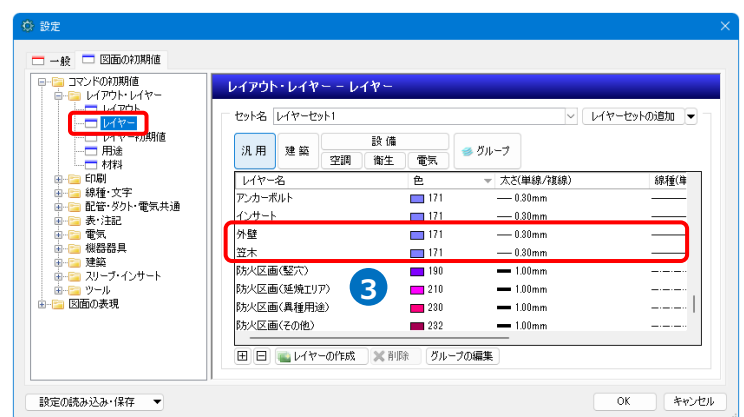 設定
一般 図面の初期値
コマンドの初期値
レイアウト・レイヤー
レイアウト
レイヤー
レイヤー初期値
用途
材料
印刷
線種・文字
配管・ダクト・電気共通
表・注記
電気
機器器具
建築
スリーブ・インサート
ツール
図面の表現
レイアウト・レイヤー − レイヤー
セット名 レイヤーセット1 レイヤーセットの追加
汎用 建築 設備 グループ
空調 衛生 電気
レイヤー名 色 太さ(単線/複線) 線種(単
アンカーボルト 171 0.30mm
インサート 171 0.30mm
外壁 171 0.30mm
笠木 171 0.30mm
防火区画(竪穴) 190 1.00mm
防火区画(延焼エリア) 210 1.00mm
防火区画(異種用途) 230 1.00mm
防火区画(その他) 232 1.00mm
3
レイヤーの作成 削除 グループの編集
設定の読み込み・保存 OK キャンセル